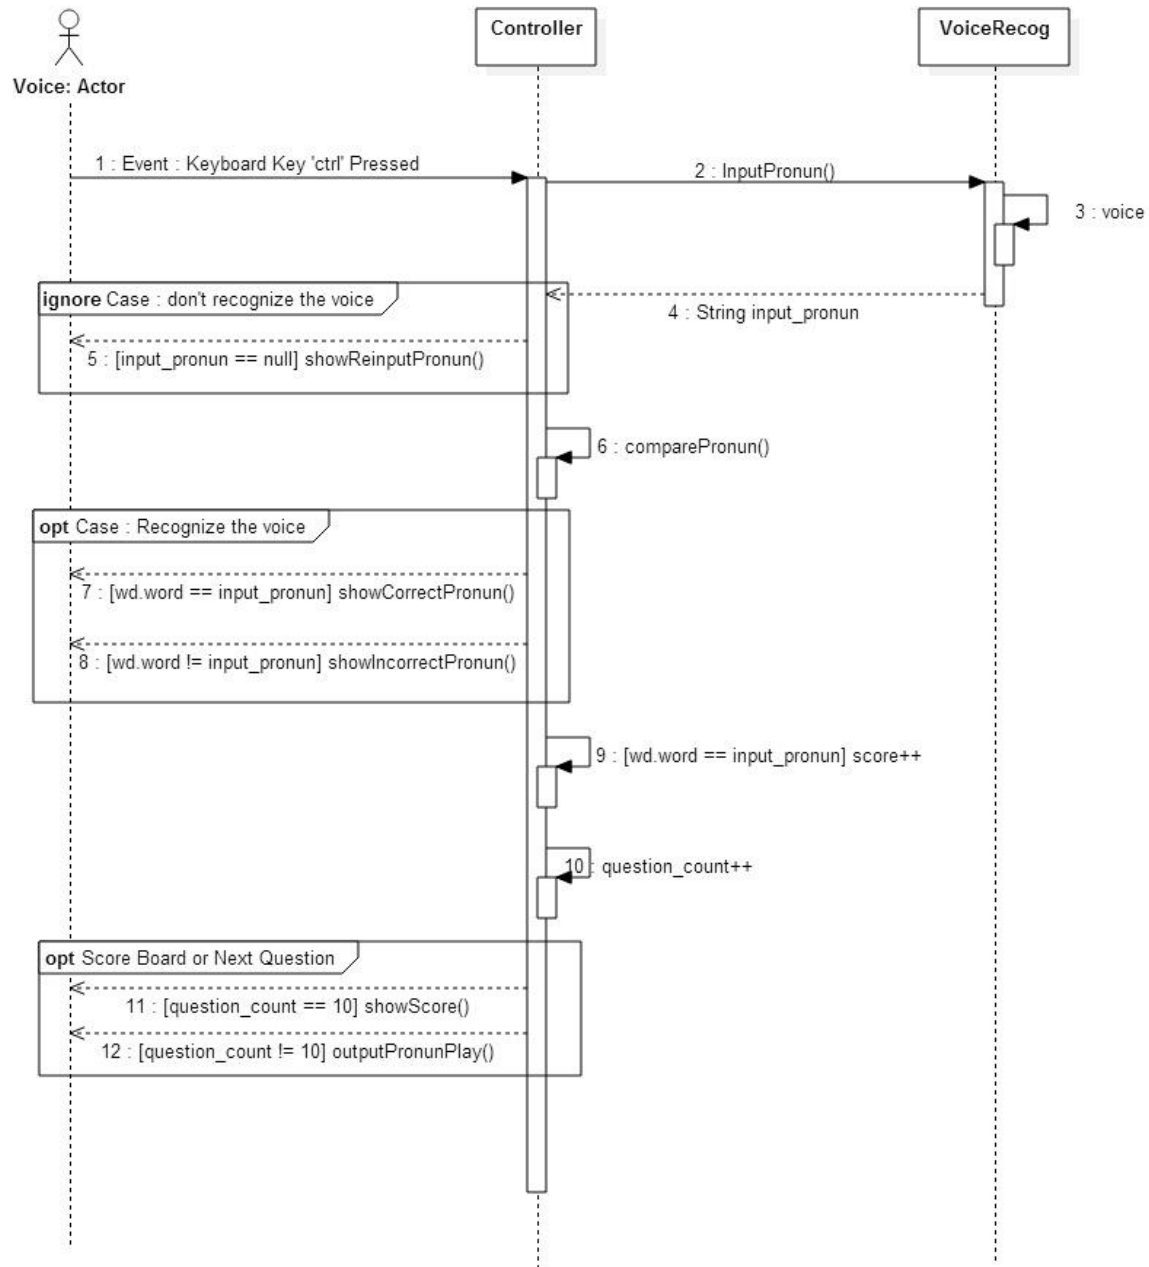 Controller
VoiceRecog
Voice: Actor
1 : Event : Keyboard Key 'ctrl' Pressed
2 : InputPronun()
3 : voice
ignore Case : don't recognize the voice
4 : String input_pronun
5 : [input_pronun == null] showReinputPronun()
6 : comparePronun()
opt Case : Recognize the voice
7 : [wd.word == input_pronun] showCorrectPronun()
8 : [wd.word != input_pronun] showIncorrectPronun()
9 : [wd.word == input_pronun] score++
10 : question_count++
opt Score Board or Next Question
11 : [question_count == 10] showScore()
12 : [question_count != 10] outputPronunPlay()